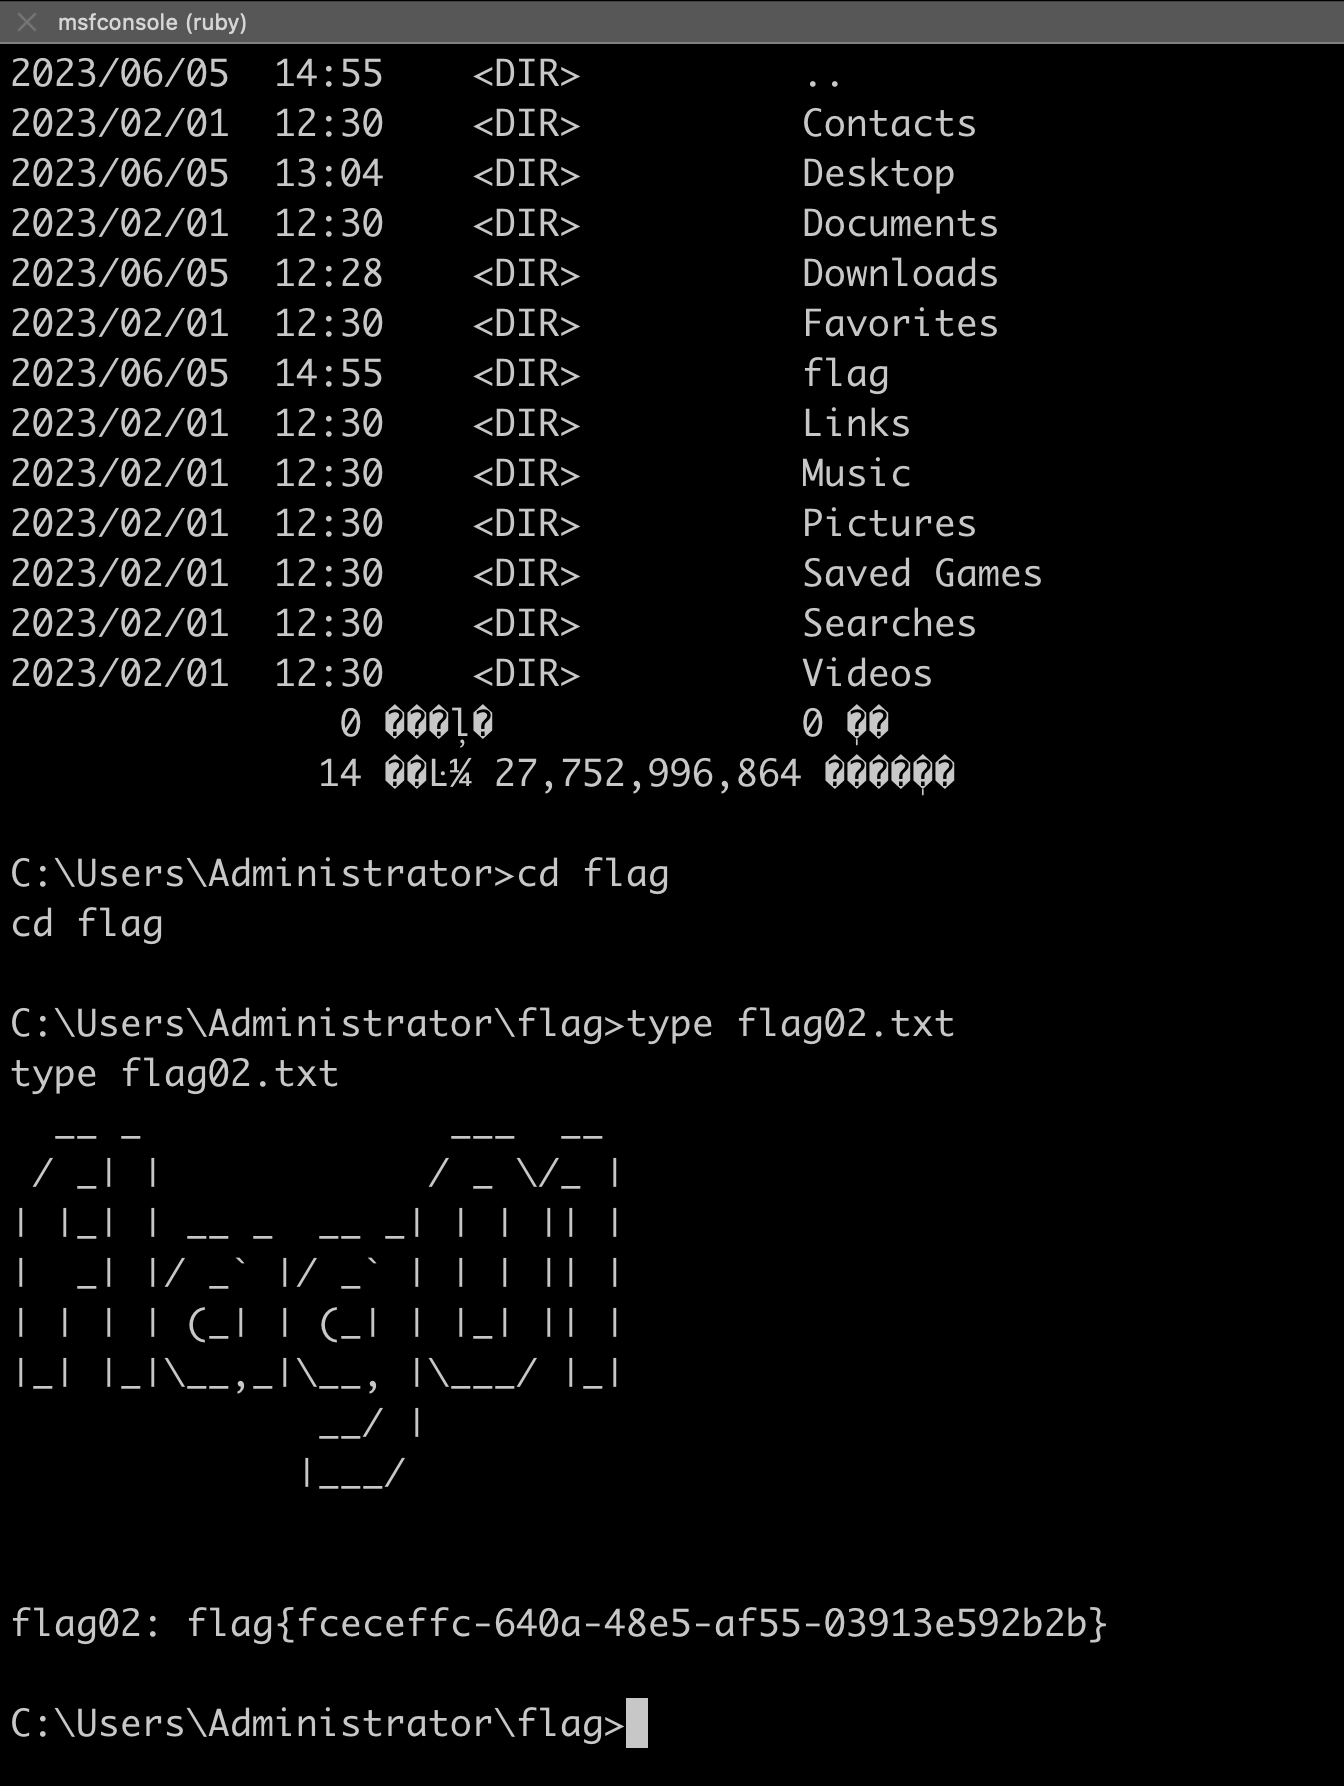 msfconsole (ruby)
2023/06/05  14:55    <DIR>          ..
2023/02/01  12:30    <DIR>          Contacts
2023/06/05  13:04    <DIR>          Desktop
2023/02/01  12:30    <DIR>          Documents
2023/06/05  12:28    <DIR>          Downloads
2023/02/01  12:30    <DIR>          Favorites
2023/06/05  14:55    <DIR>          flag
2023/02/01  12:30    <DIR>          Links
2023/02/01  12:30    <DIR>          Music
2023/02/01  12:30    <DIR>          Pictures
2023/02/01  12:30    <DIR>          Saved Games
2023/02/01  12:30    <DIR>          Searches
2023/02/01  12:30    <DIR>          Videos
               0 ���ļ�              0 �֣�
              14 ��Ŀ¼ 27,752,996,864 �����ֽ�
C:\Users\Administrator>cd flag
cd flag
C:\Users\Administrator\flag>type flag02.txt
type flag02.txt
  __ _              ___  __
 / _| |            / _ \/_ |
| |_| | __ _  __ _| | | || |
|  _| |/ _` |/ _` | | | || |
| | | | (_| | (_| | |_| || |
|_| |_|\__,_|\__, |\___/ |_|
              __/ |
             |___/
flag02: flag{fceceffc-640a-48e5-af55-03913e592b2b}
C:\Users\Administrator\flag>